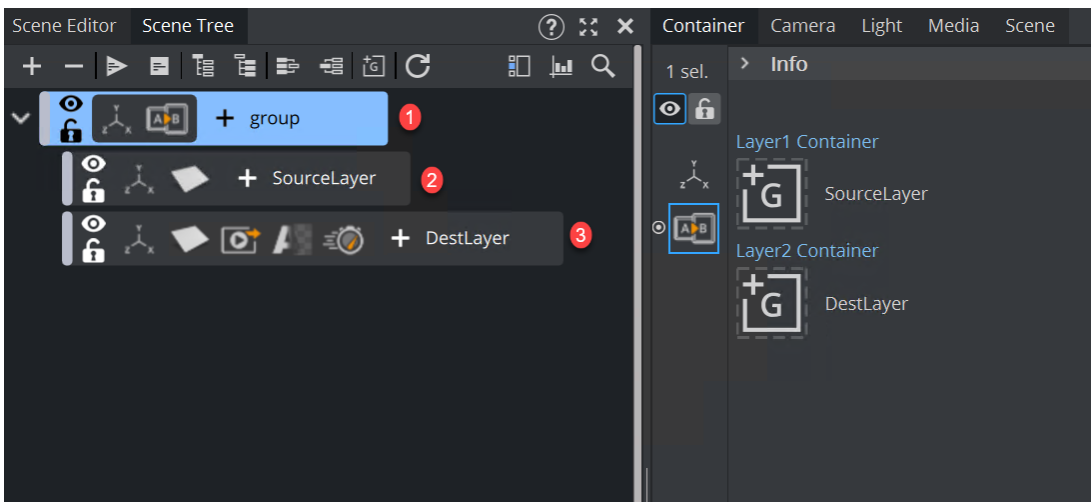 Scene Editor Scene Tree
Container Camera Light Media Scene
1 sel.
Info
group 1
SourceLayer 2
DestLayer 3
Layer1 Container
G SourceLayer
Layer2 Container
G DestLayer
Y
Z X
A B